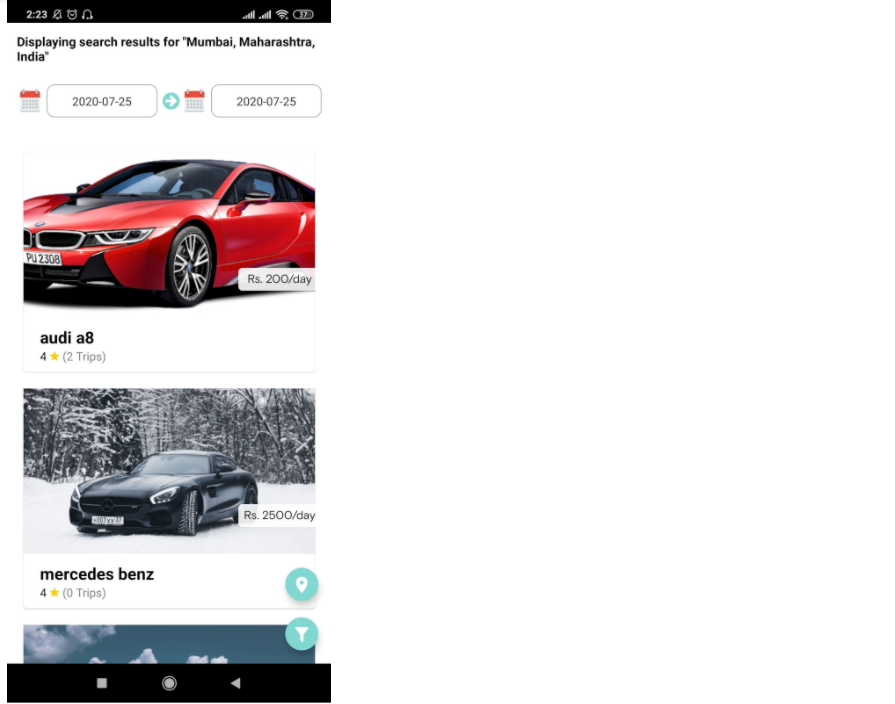 2:23
37
Displaying search results for "Mumbai, Maharashtra,
India"
2020-07-25
2020-07-25
PU 2308
Rs. 200/day
audi a8
4 ★ (2 Trips)
Rs. 2500/day
mercedes benz
4 ★ (0 Trips)